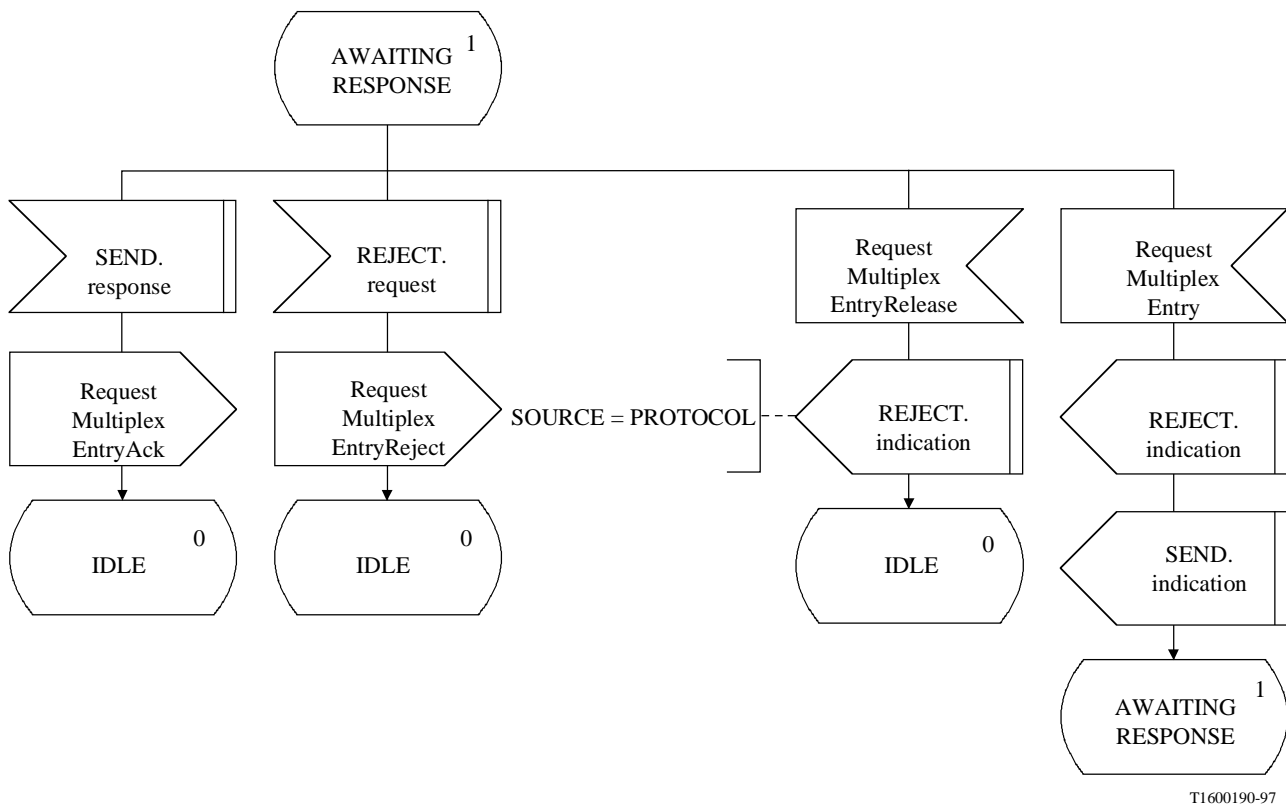 1
AWAITING
RESPONSE
SEND.
response
REJECT.
request
Request
Multiplex
EntryRelease
Request
Multiplex
Entry
Request
Multiplex
EntryAck
Request
Multiplex
EntryReject
SOURCE = PROTOCOL
REJECT.
indication
REJECT.
indication
0
IDLE
0
IDLE
0
IDLE
SEND.
indication
1
AWAITING
RESPONSE
T1600190-97